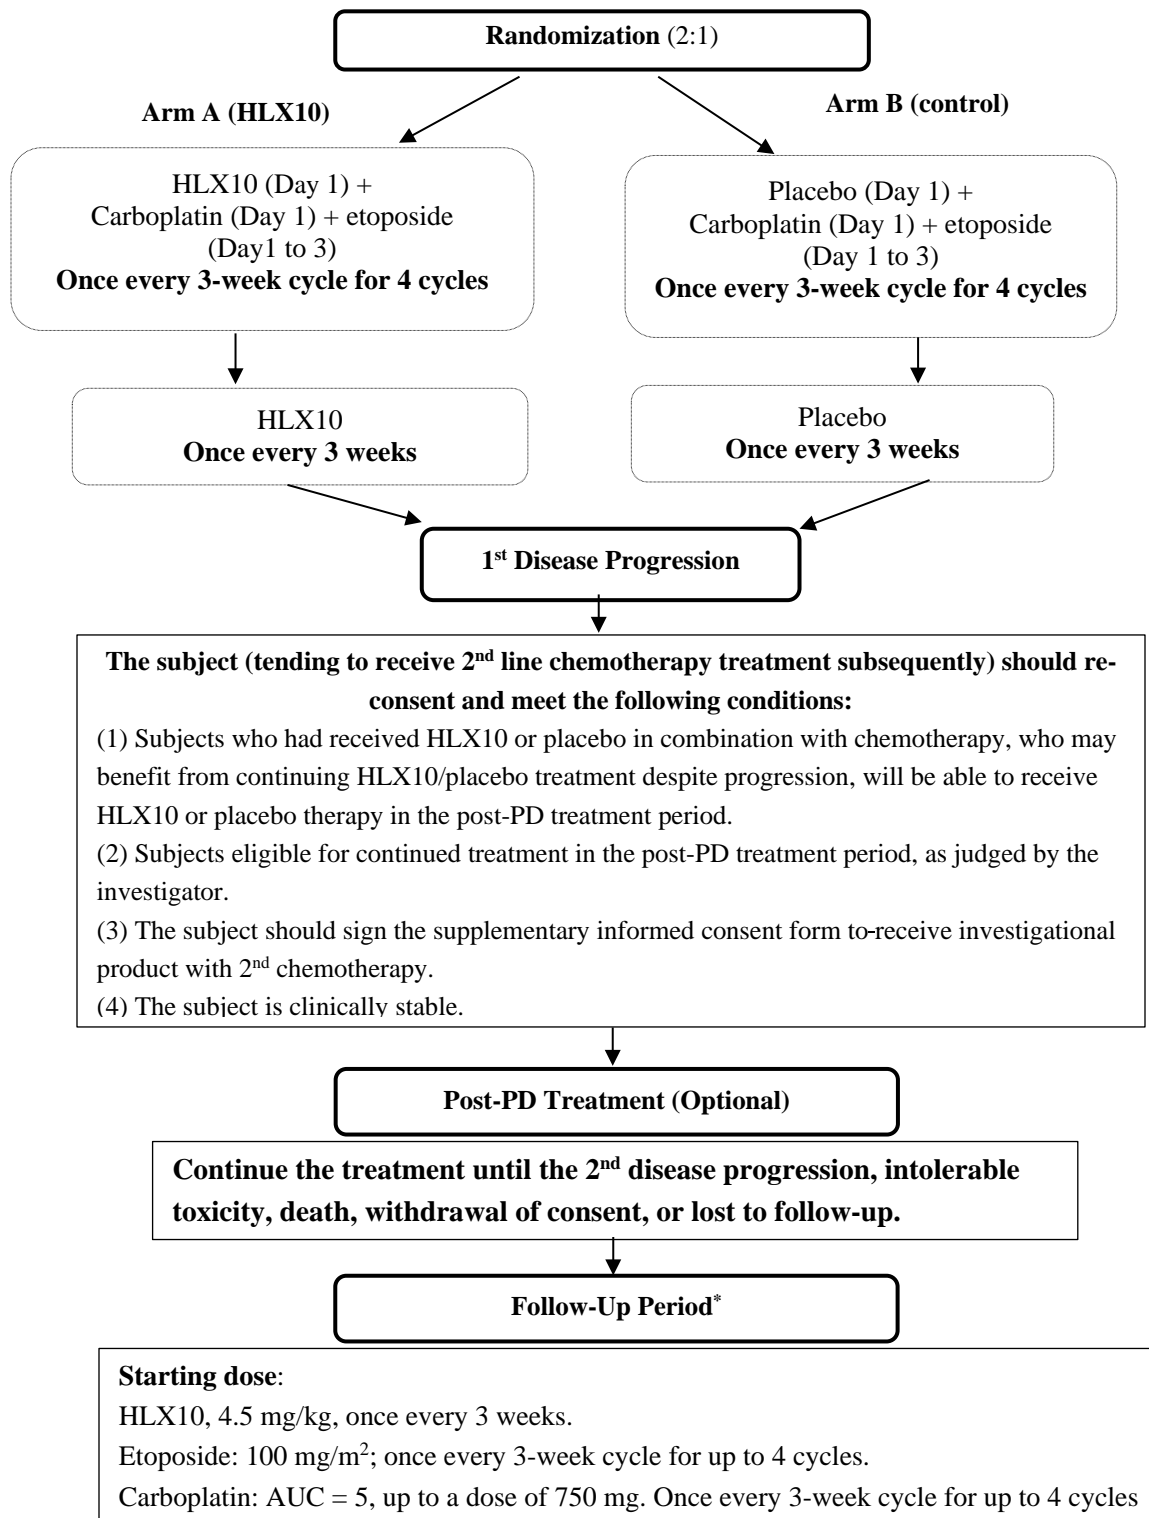 Randomization (2:1)
Arm A (HLX10)
Arm B (control)
HLX10 (Day 1) +
Carboplatin (Day 1) + etoposide
(Day1 to 3)
Once every 3-week cycle for 4 cycles
Placebo (Day 1) +
Carboplatin (Day 1) + etoposide
(Day 1 to 3)
Once every 3-week cycle for 4 cycles
HLX10
Once every 3 weeks
Placebo
Once every 3 weeks
1st Disease Progression
The subject (tending to receive 2nd line chemotherapy treatment subsequently) should re-
consent and meet the following conditions:
(1) Subjects who had received HLX10 or placebo in combination with chemotherapy, who may
benefit from continuing HLX10/placebo treatment despite progression, will be able to receive
HLX10 or placebo therapy in the post-PD treatment period.
(2) Subjects eligible for continued treatment in the post-PD treatment period, as judged by the
investigator.
(3) The subject should sign the supplementary informed consent form to-receive investigational
product with 2nd chemotherapy.
(4) The subject is clinically stable.
Post-PD Treatment (Optional)
Continue the treatment until the 2nd disease progression, intolerable
toxicity, death, withdrawal of consent, or lost to follow-up.
Follow-Up Period*
Starting dose:
HLX10, 4.5 mg/kg, once every 3 weeks.
Etoposide: 100 mg/m2; once every 3-week cycle for up to 4 cycles.
Carboplatin: AUC = 5, up to a dose of 750 mg. Once every 3-week cycle for up to 4 cycles